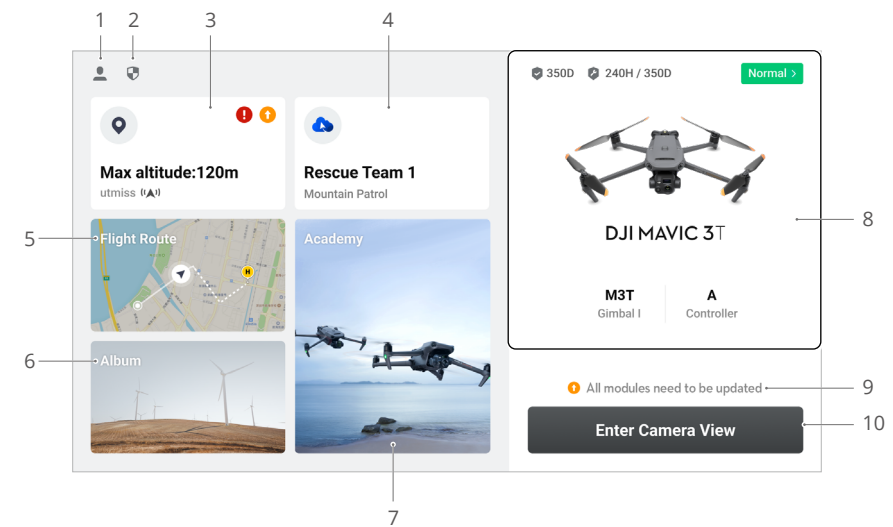 1
2
3
4
350D
240H / 350D
Normal >
Max altitude:120m
utmiss
Rescue Team 1
Mountain Patrol
5
Flight Route
H
Academy
DJI MAVIC 3T
8
M3T
Gimbal I
A
Controller
6
Album
All modules need to be updated
9
Enter Camera View
10
7